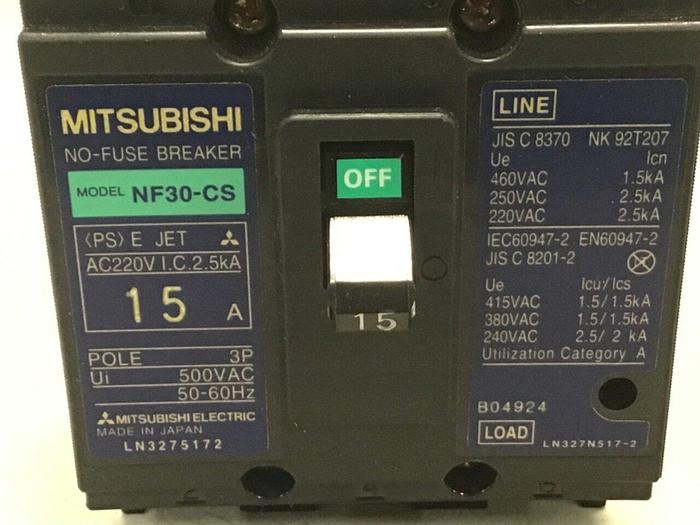 MITSUBISHI
NO-FUSE BREAKER
MODEL NF30-CS
〈PS〉E JET
AC220V I.C.2.5kA
15 A
POLE 3P
Ui 500VAC
50-60Hz
MITSUBISHI ELECTRIC
MADE IN JAPAN
LN3275172
OFF
15
LINE
JIS C 8370 NK 92T207
Ue Icn
460VAC 1.5kA
250VAC 2.5kA
220VAC 2.5kA
IEC60947-2 EN60947-2
JIS C 8201-2
Ue Icu/Ics
415VAC 1.5/1.5kA
380VAC 1.5/1.5kA
240VAC 2.5/ 2 kA
Utilization Category A
B04924
LOAD
LN327N517-2